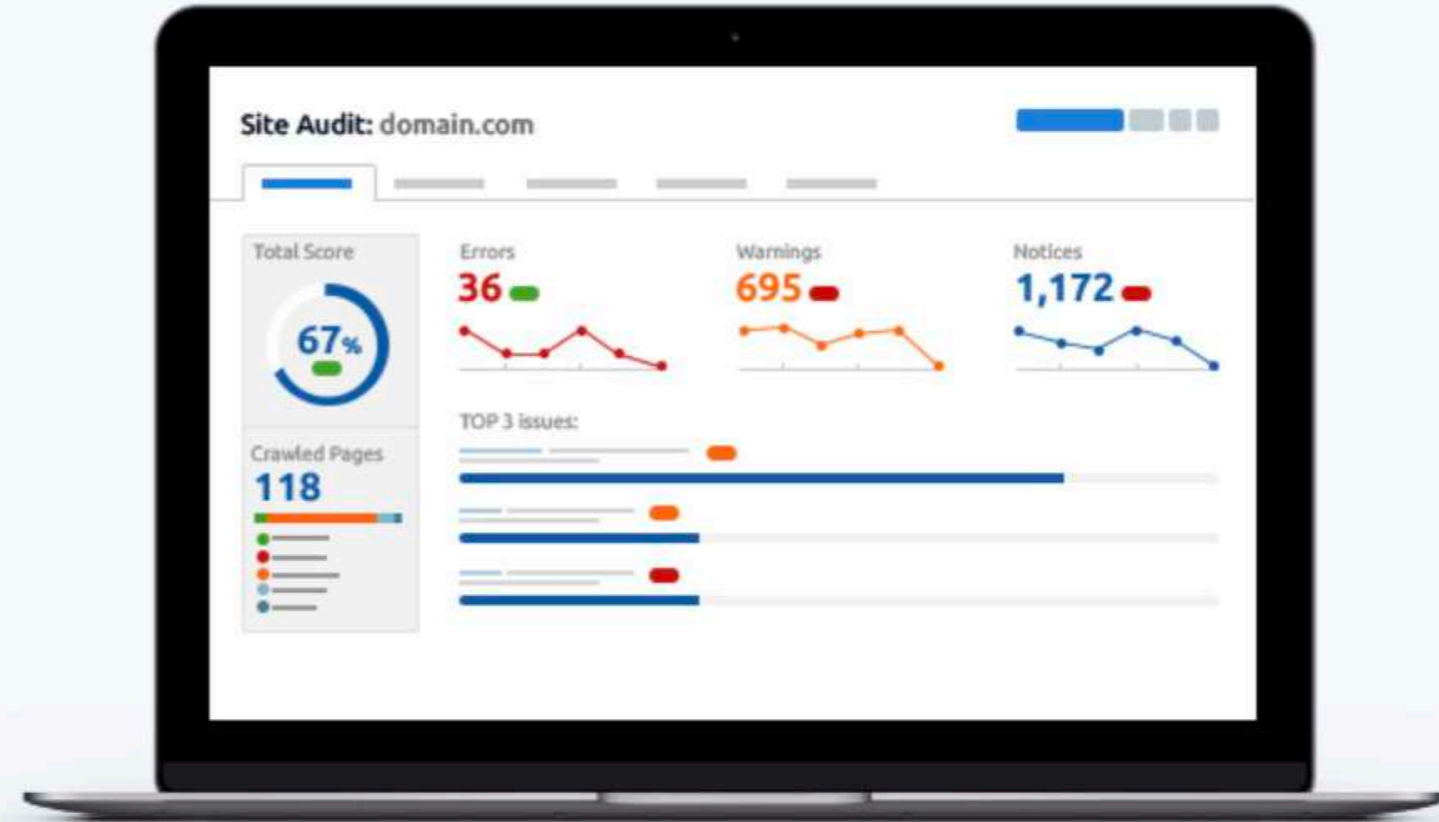 Site Audit: domain.com
Total Score
67%
Errors
36
Warnings
695
Notices
1,172
TOP 3 issues:
Crawled Pages
118